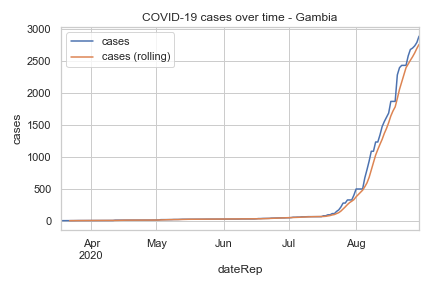 COVID-19 cases over time - Gambia
cases
cases (rolling)
3000
2500
2000
1500
1000
500
0
cases
Apr
2020
May
Jun
Jul
Aug
dateRep